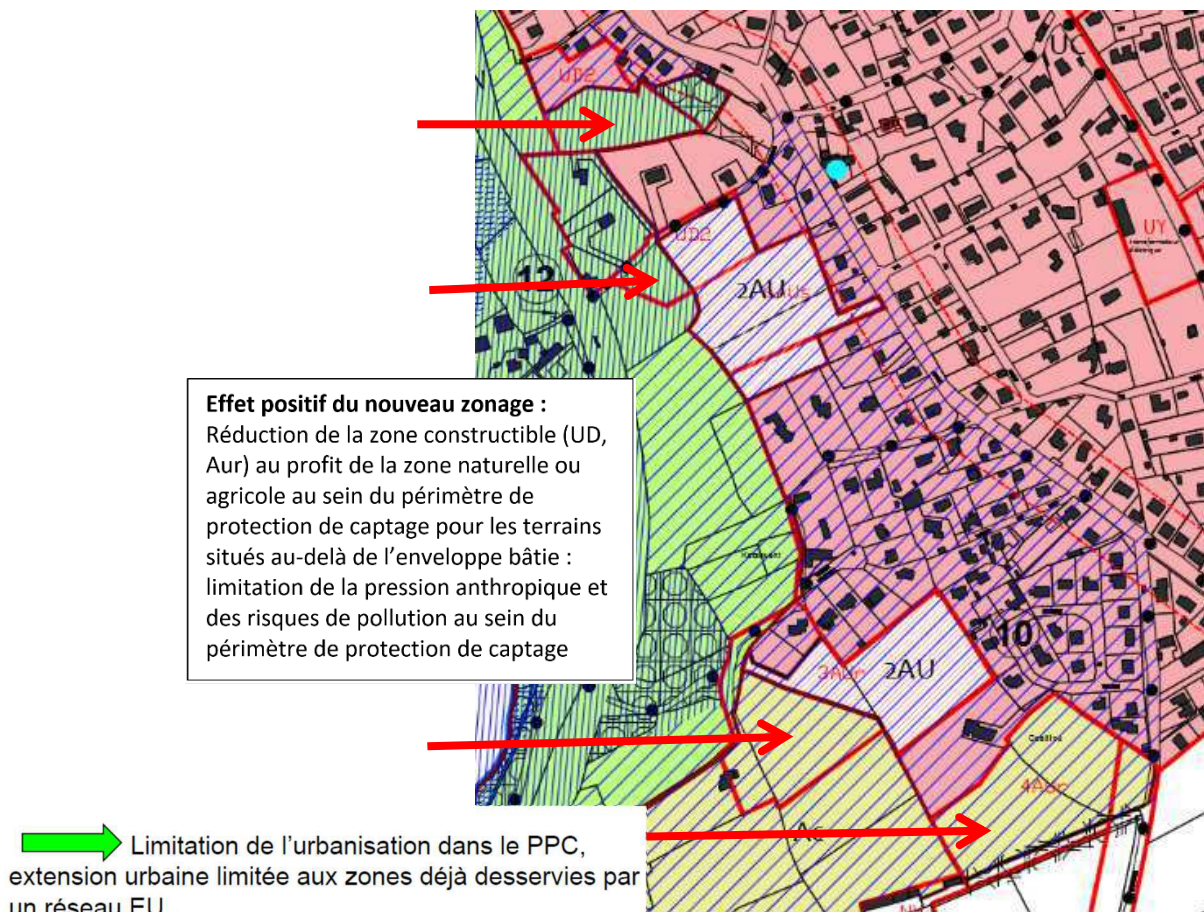 UD2
UC
UY
UD2
12
2AU
Effet positif du nouveau zonage :
Réduction de la zone constructible (UD,
Aur) au profit de la zone naturelle ou
agricole au sein du périmètre de
protection de captage pour les terrains
situés au-delà de l’enveloppe bâtie :
limitation de la pression anthropique et
des risques de pollution au sein du
périmètre de protection de captage
10
2AU
Limitation de l’urbanisation dans le PPC,
extension urbaine limitée aux zones déjà desservies par
un réseau EU